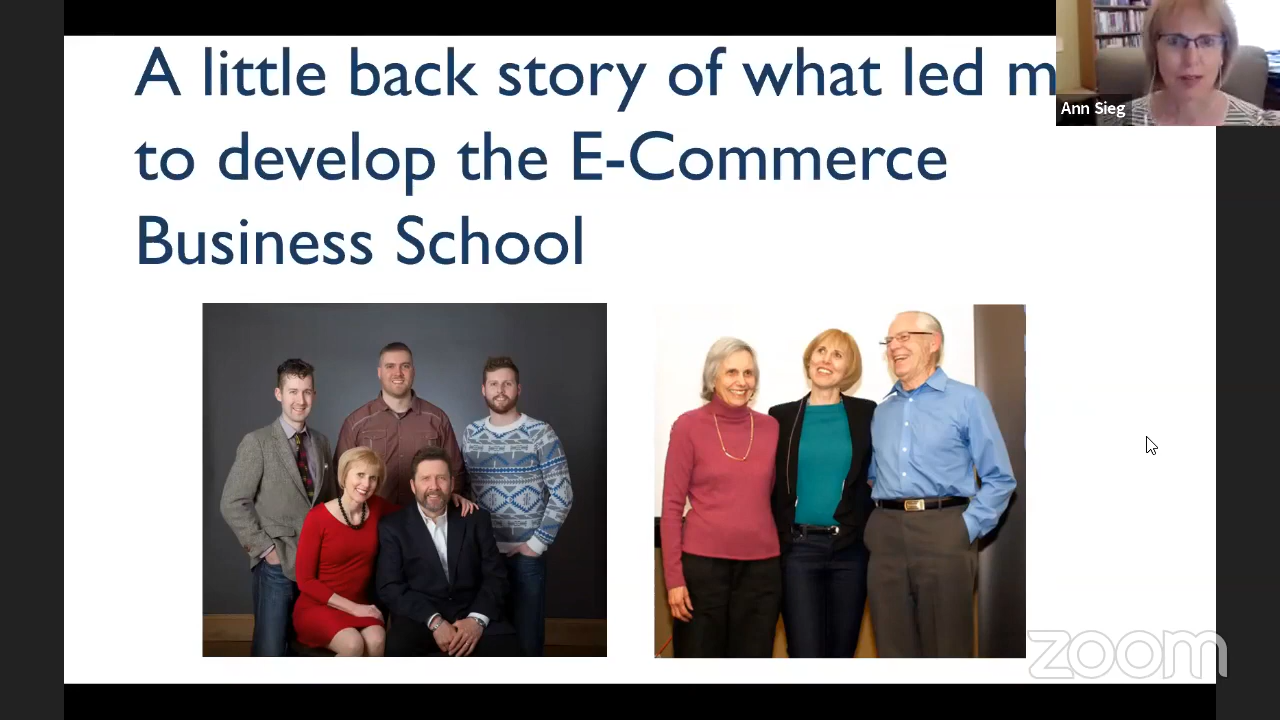 A little back story of what led m
to develop the E-Commerce
Business School
Ann Sieg
zoom